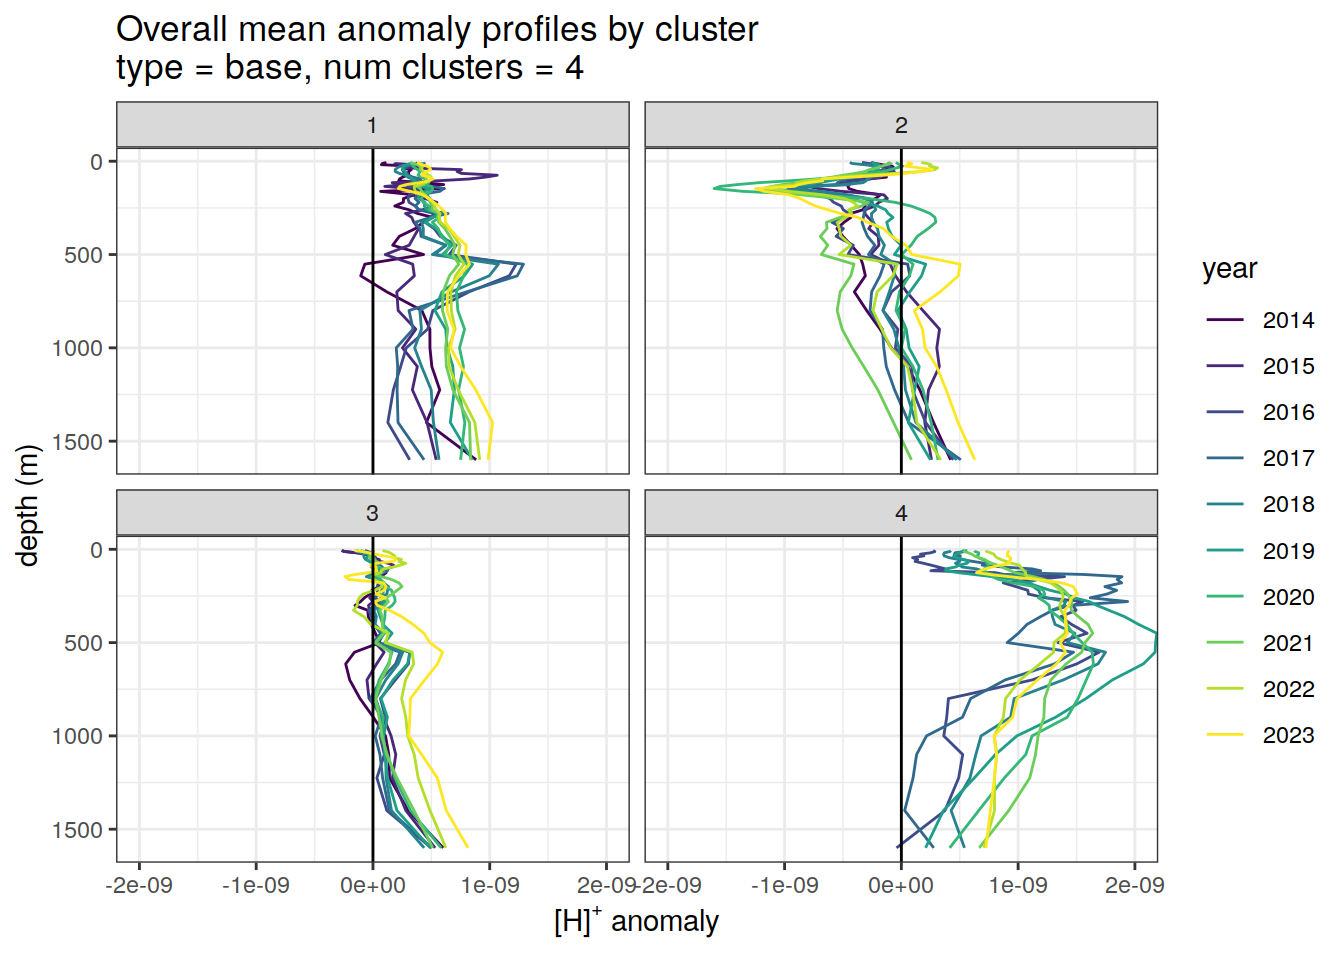 Overall mean anomaly profiles by cluster
type = base, num clusters = 4
1
2
0
500
1000
1500
3
4
0
500
1000
1500
-2e-09
-1e-09
0e+00
1e-09
2e-09
-2e-09
-1e-09
0e+00
1e-09
2e-09
[H]⁺ anomaly
depth (m)
year
2014
2015
2016
2017
2018
2019
2020
2021
2022
2023